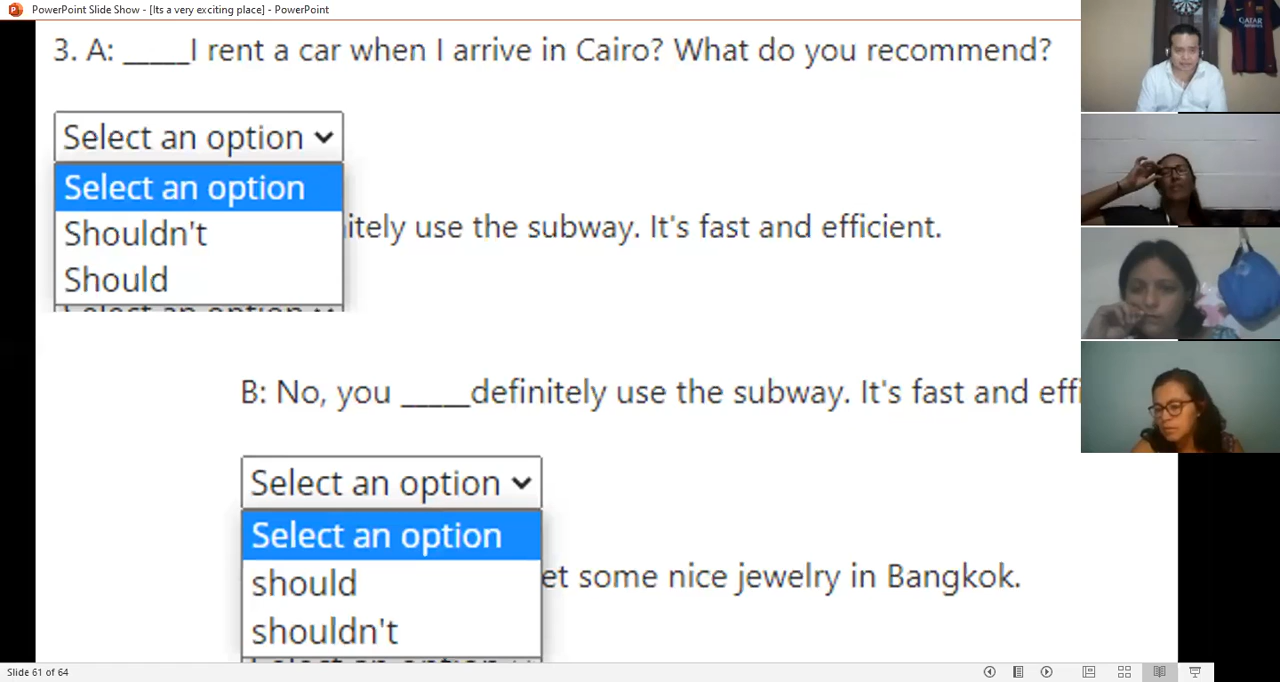 PowerPoint Slide Show - [Its a very exciting place] - PowerPoint
3. A: _____I rent a car when I arrive in Cairo? What do you recommend?
Select an option
Select an option
Shouldn't
Should
itely use the subway. It's fast and efficient.
B: No, you _____definitely use the subway. It's fast and effi
Select an option
Select an option
should
shouldn't
et some nice jewelry in Bangkok.
QATAR
Slide 61 of 64